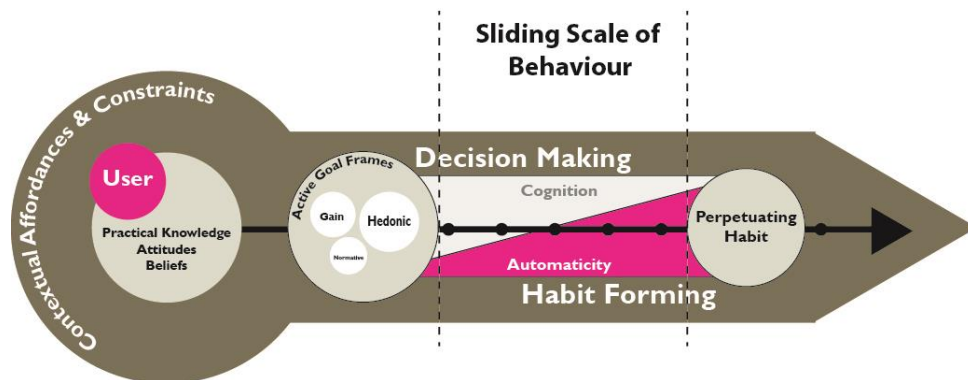 Sliding Scale of
Behaviour
Contextual Affordances & Constraints
User
Practical Knowledge
Attitudes
Beliefs
Active Goal Frames
Gain
Hedonic
Normative
Decision Making
Cognition
Automaticity
Habit Forming
Perpetuating
Habit